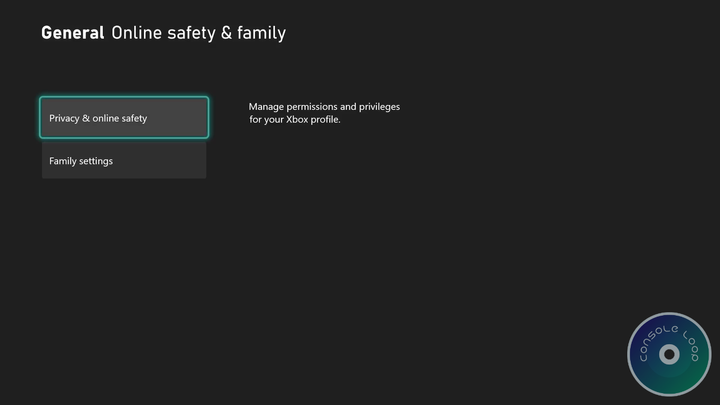 General Online safety & family
Privacy & online safety
Manage permissions and privileges
for your Xbox profile.
Family settings
CONSOLE LOOP